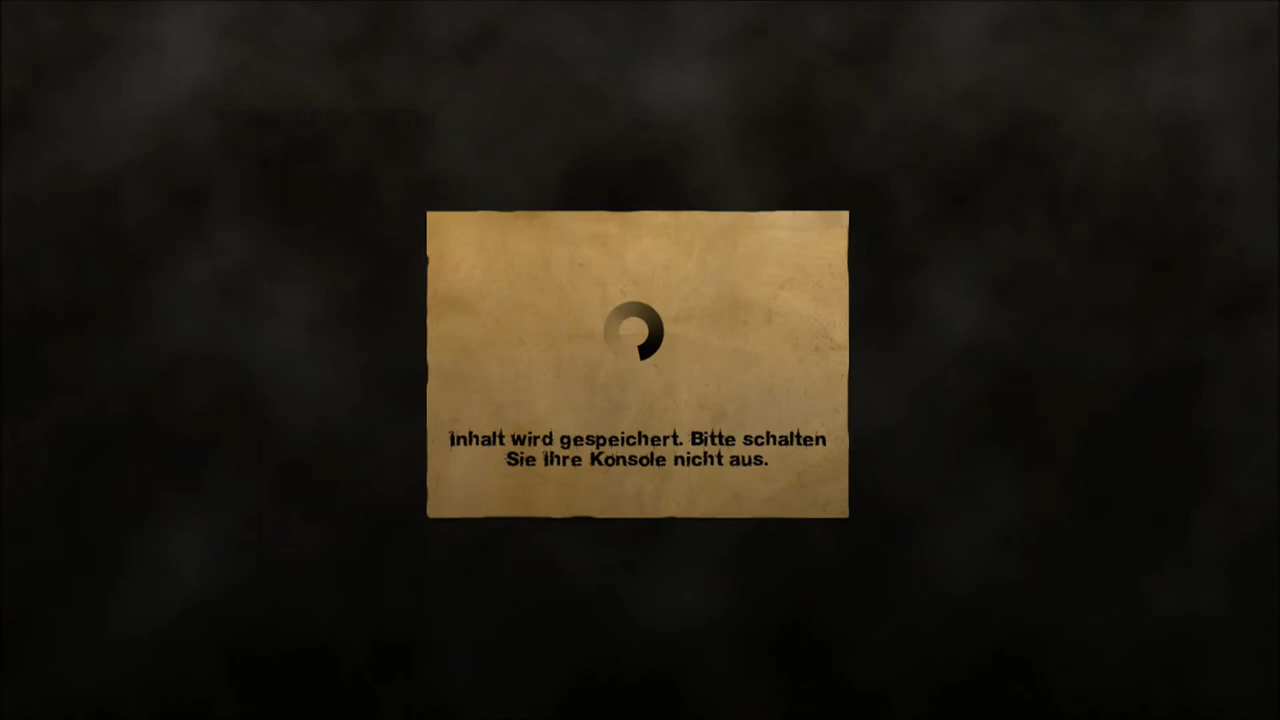 Inhalt wird gespeichert. Bitte schalten
Sie Ihre Konsole nicht aus.